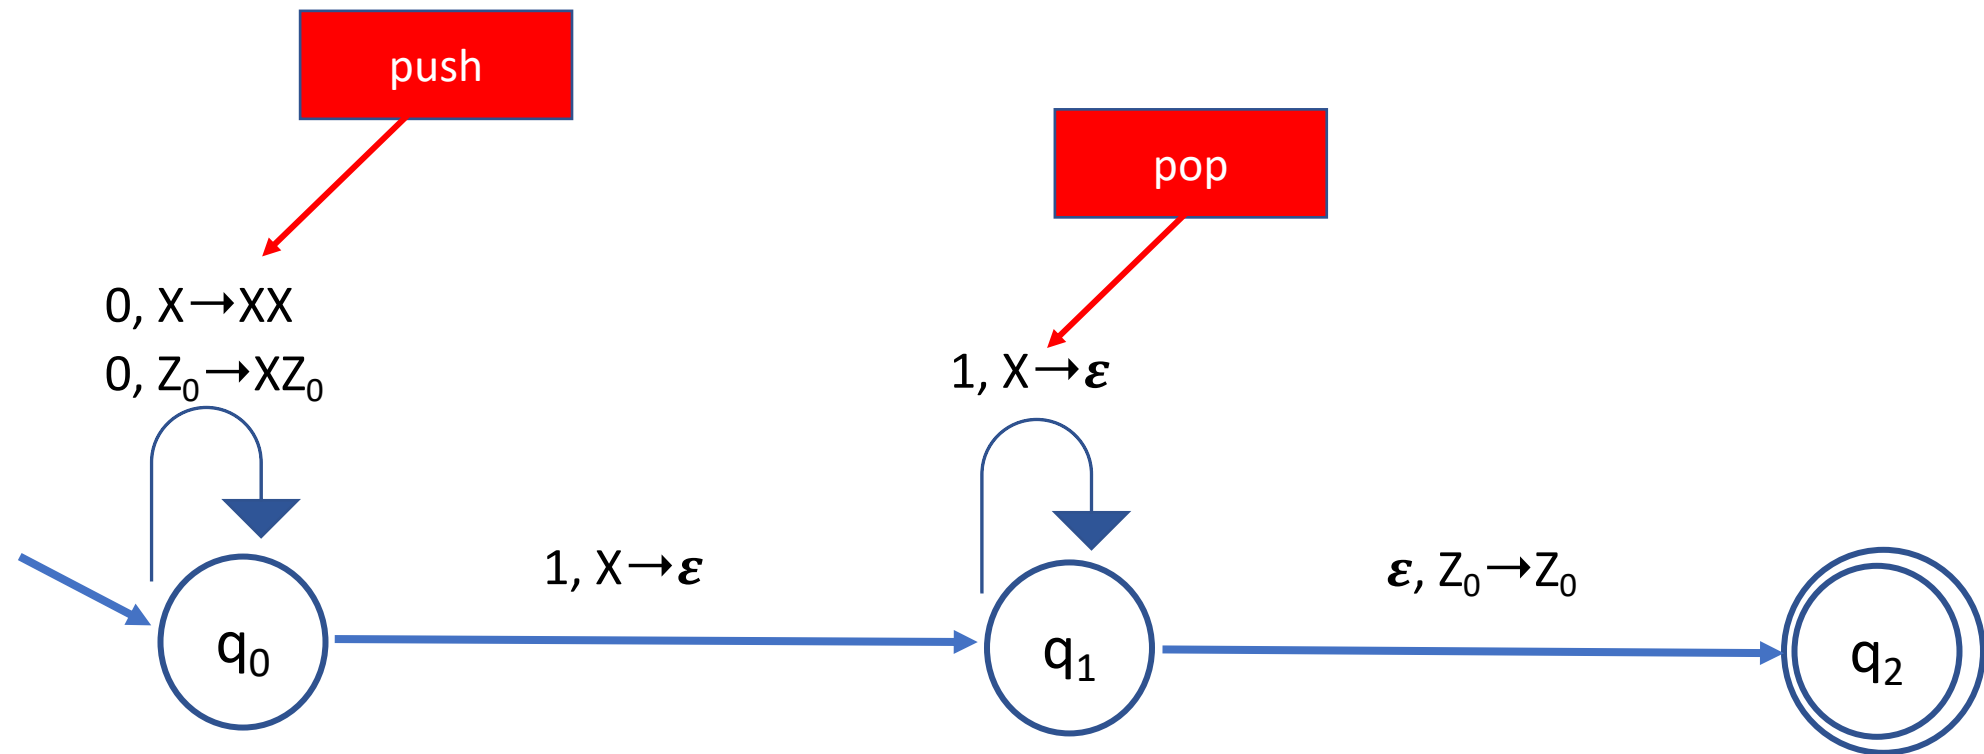 push
pop
0, X→XX
0, Z₀→XZ₀
1, X→ε
1, X→ε
ε, Z₀→Z₀
q₀
q₁
q₂